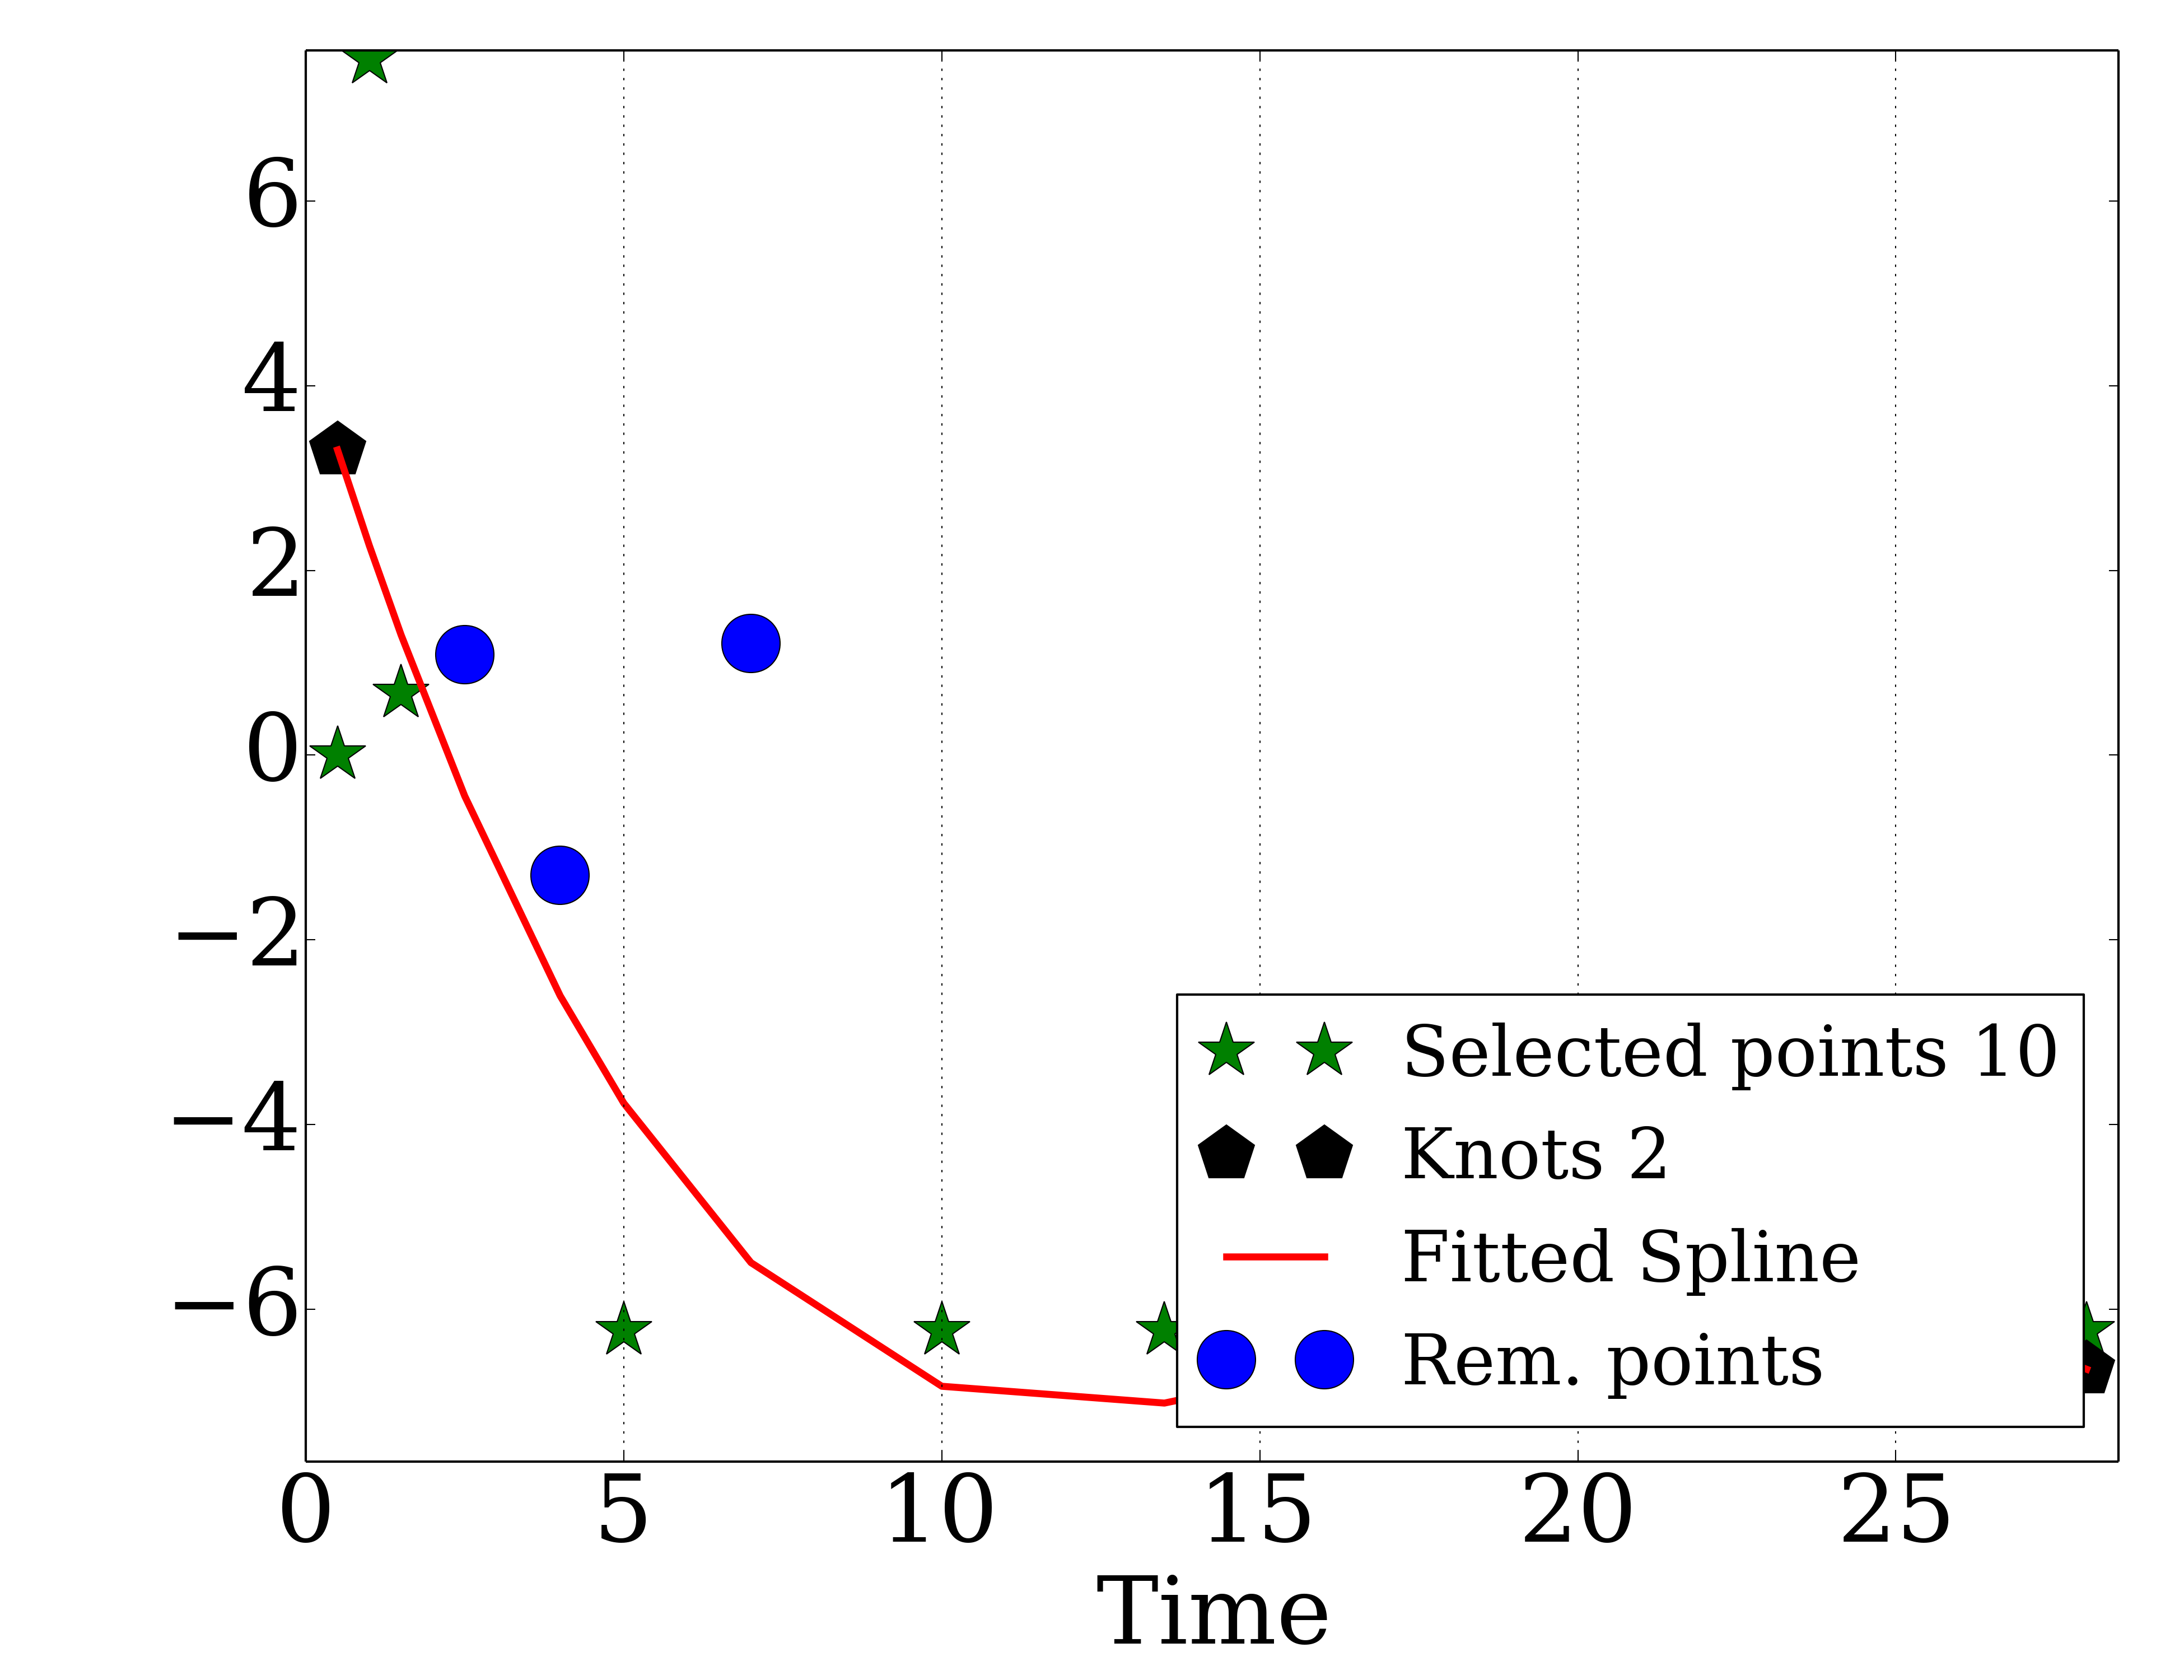 6
4
2
0
−2
−4
−6
0 5 10 15 20 25
Time
Selected points 10
Knots 2
Fitted Spline
Rem. points